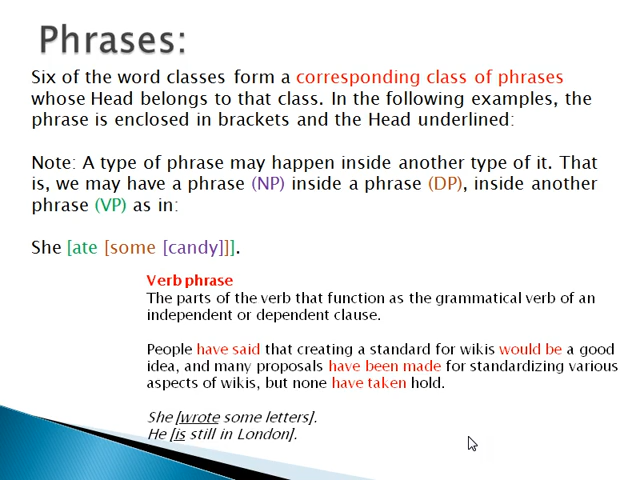 Phrases:
Six of the word classes form a corresponding class of phrases
whose Head belongs to that class. In the following examples, the
phrase is enclosed in brackets and the Head underlined:
Note: A type of phrase may happen inside another type of it. That
is, we may have a phrase (NP) inside a phrase (DP), inside another
phrase (VP) as in:
She [ate [some [candy]]].
Verb phrase
The parts of the verb that function as the grammatical verb of an
independent or dependent clause.
People have said that creating a standard for wikis would be a good
idea, and many proposals have been made for standardizing various
aspects of wikis, but none have taken hold.
She [wrote some letters].
He [is still in London].